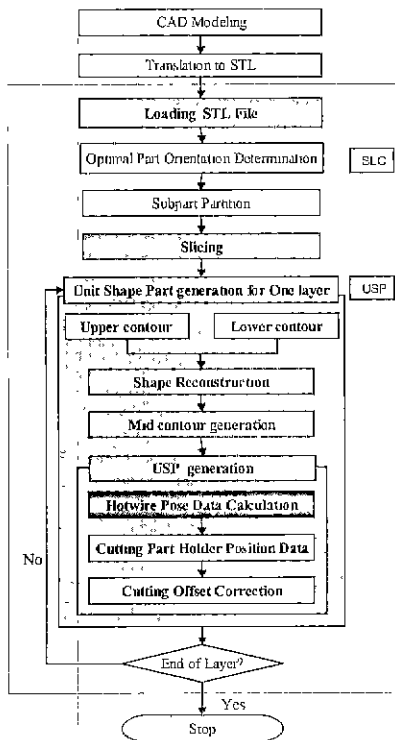 CAD Modeling
Translation to STL
Loading STL File
Optimal Part Orientation Determination
SLC
Subpart Partition
Slicing
Unit Shape Part generation for One layer
USP
Upper contour
Lower contour
Shape Reconstruction
Mid contour generation
USP generation
Hotwire Pose Data Calculation
Cutting Part Holder Position Data
No
Cutting Offset Correction
End of Layer?
Yes
Stop